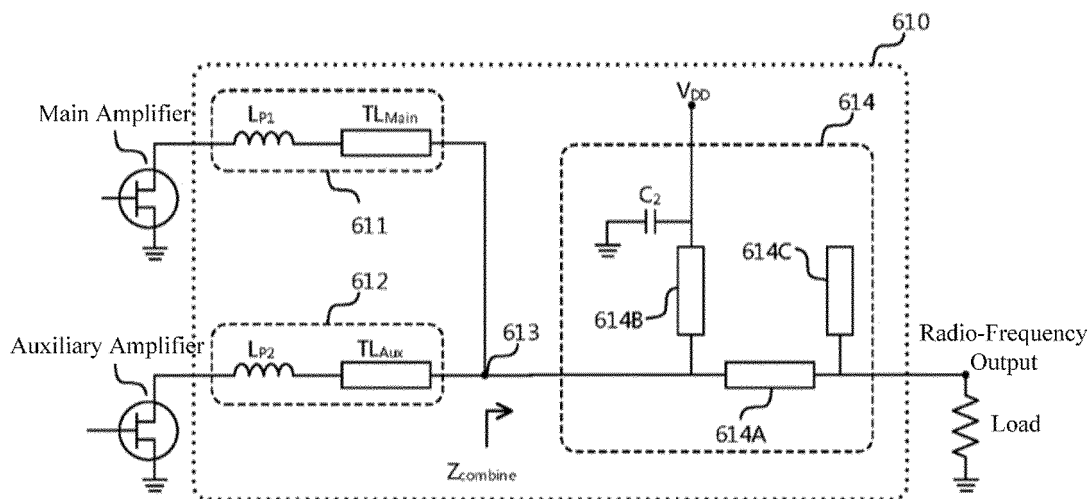 610
Main Amplifier
LP1
TLMain
611
VDD
614
C2
614B
614C
612
Auxiliary Amplifier
LP2
TLAux
613
614A
Zcombine
Radio-Frequency
Output
Load